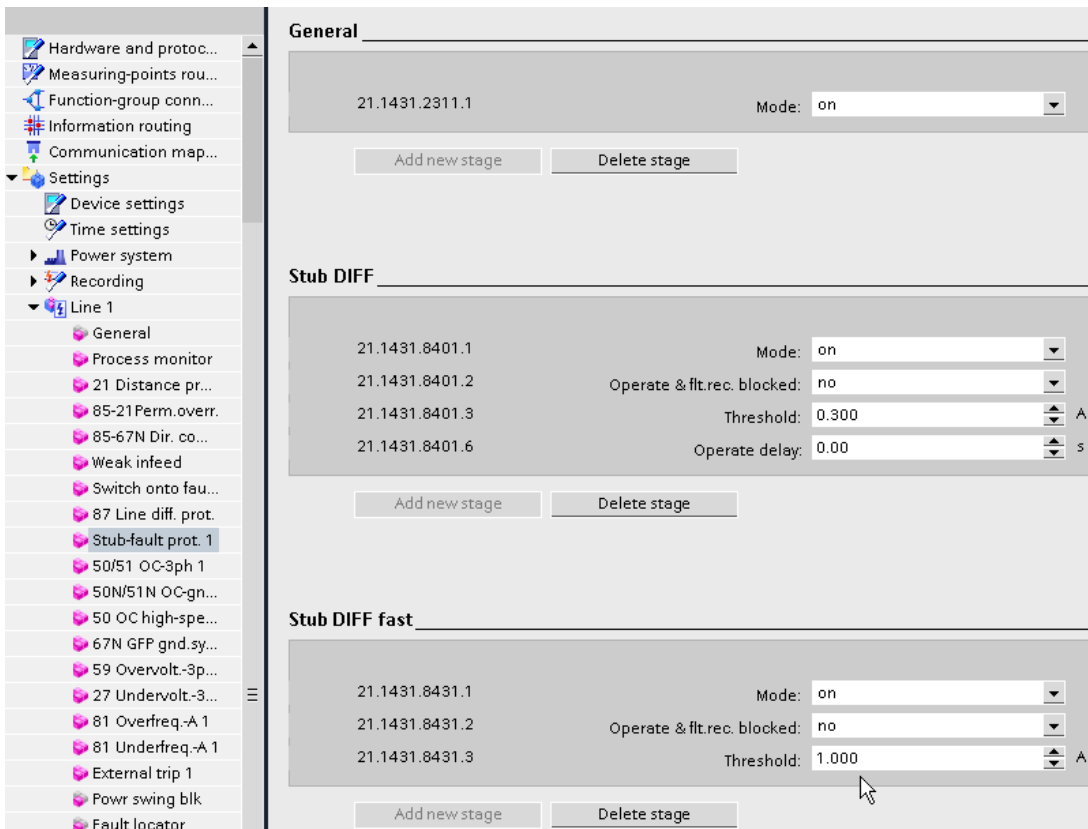 Hardware and protoc...
Measuring-points rou...
Function-group conn...
Information routing
Communication map...
Settings
Device settings
Time settings
Power system
Recording
Line 1
General
Process monitor
21 Distance pr...
85-21Perm.overr.
85-67N Dir. co...
Weak infeed
Switch onto fau...
87 Line diff. prot.
Stub-fault prot. 1
50/51 OC-3ph 1
50N/51N OC-gn...
50 OC high-spe...
67N GFP gnd.sy...
59 Overvolt.-3p...
27 Undervolt.-3...
81 Overfreq.-A 1
81 Underfreq.-A 1
External trip 1
Powr swing blk
Fault locator
General
21.1431.2311.1 Mode: on
Add new stage Delete stage
Stub DIFF
21.1431.8401.1 Mode: on
21.1431.8401.2 Operate & flt.rec. blocked: no
21.1431.8401.3 Threshold: 0.300 A
21.1431.8401.6 Operate delay: 0.00 s
Add new stage Delete stage
Stub DIFF fast
21.1431.8431.1 Mode: on
21.1431.8431.2 Operate & flt.rec. blocked: no
21.1431.8431.3 Threshold: 1.000 A
Add new stage Delete stage